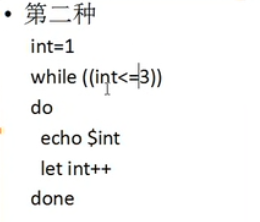 • 第二种
int=1
while ((int<=3))
do
echo $int
let int++
done